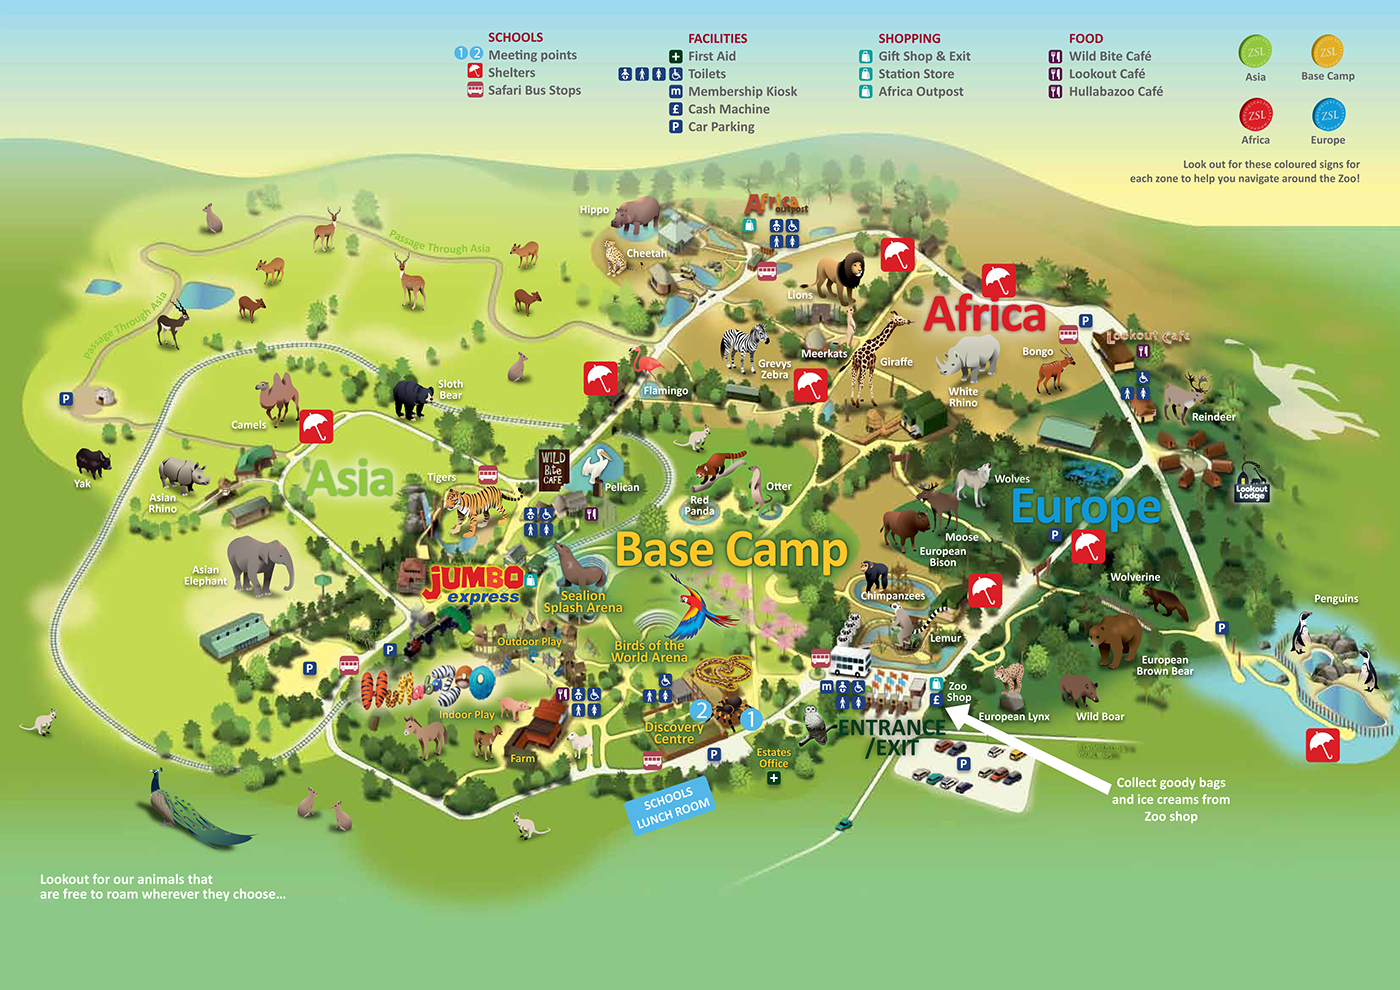 SCHOOLS
1 2 Meeting points
Shelters
Safari Bus Stops
FACILITIES
First Aid
Toilets
m Membership Kiosk
£ Cash Machine
P Car Parking
SHOPPING
Gift Shop & Exit
Station Store
Africa Outpost
FOOD
Wild Bite Café
Lookout Café
Hullabazoo Café
ZSL
Asia
ZSL
Base Camp
ZSL
Africa
ZSL
Europe
Look out for these coloured signs for
each zone to help you navigate around the Zoo!
Hippo
Africa
outpost
Passage Through Asia
Cheetah
Passage Through Asia
Lions
Africa
P
Lookout Cafe
Meerkats
Grevys
Zebra
Giraffe
Bongo
White
Rhino
Flamingo
Sloth
Bear
P
Reindeer
Camels
WILD
Bite
CAFE
Yak
Asian
Rhino
Asia
Tigers
Pelican
Red
Panda
Otter
Wolves
Lookout
Lodge
Europe
Moose
European
Bison
P
Base Camp
Asian
Elephant
JUMBO
express
Sealion
Splash Arena
Chimpanzees
Wolverine
Penguins
Outdoor Play
Birds of the
World Arena
Lemur
P
P
P
European
Brown Bear
Hullabazoo
Indoor Play
m
Zoo
Shop
£
European Lynx
Wild Boar
2
1
Discovery
Centre
ENTRANCE
/EXIT
Farm
P
Estates
Office
P
SCHOOLS
LUNCH ROOM
Collect goody bags
and ice creams from
Zoo shop
Lookout for our animals that
are free to roam wherever they choose...